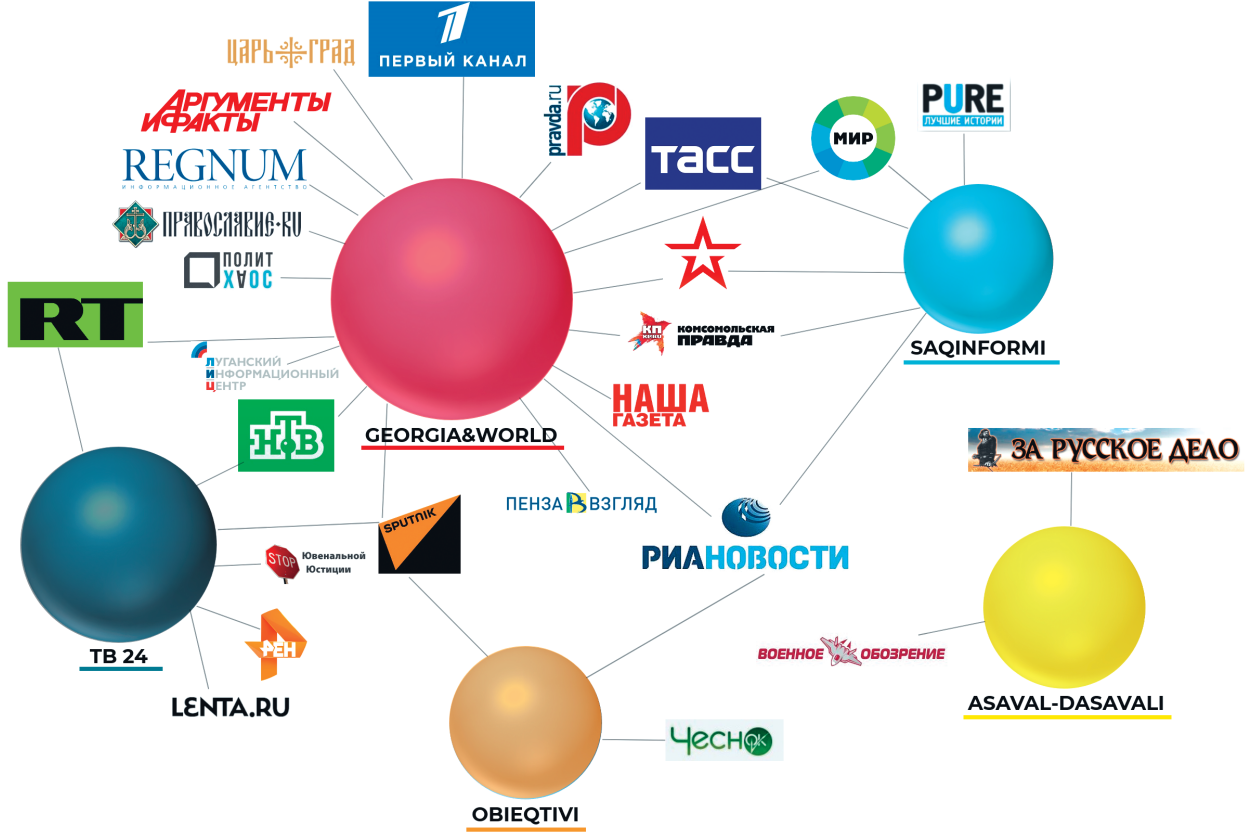 ЦАРЬ ГРАД
ПЕРВЫЙ КАНАЛ
АРГУМЕНТЫ
И ФАКТЫ
pravda.ru
PURE
ЛУЧШИЕ ИСТОРИИ
ТАСС
МИР
REGNUM
ИНФОРМАЦИОННОЕ АГЕНТСТВО
ПРАВОСЛАВИЕ.RU
ПОЛИТ
ХАОС
RT
КП
КОМСОМОЛЬСКАЯ
ПРАВДА
SAQINFORMI
ЛУГАНСКИЙ
ИНФОРМАЦИОННЫЙ
ЦЕНТР
НАША
ГАЗЕТА
НТВ
GEORGIA&WORLD
ЗА РУССКОЕ ДЕЛО
ПЕНЗА ВЗГЛЯД
SPUTNIK
РИАНОВОСТИ
STOP
Ювенальной
Юстиции
РЕН
TB 24
LENTA.RU
ВОЕННОЕ ОБОЗРЕНИЕ
ASAVAL-DASAVALI
ЧЕСНОК
OBIEQTIVI